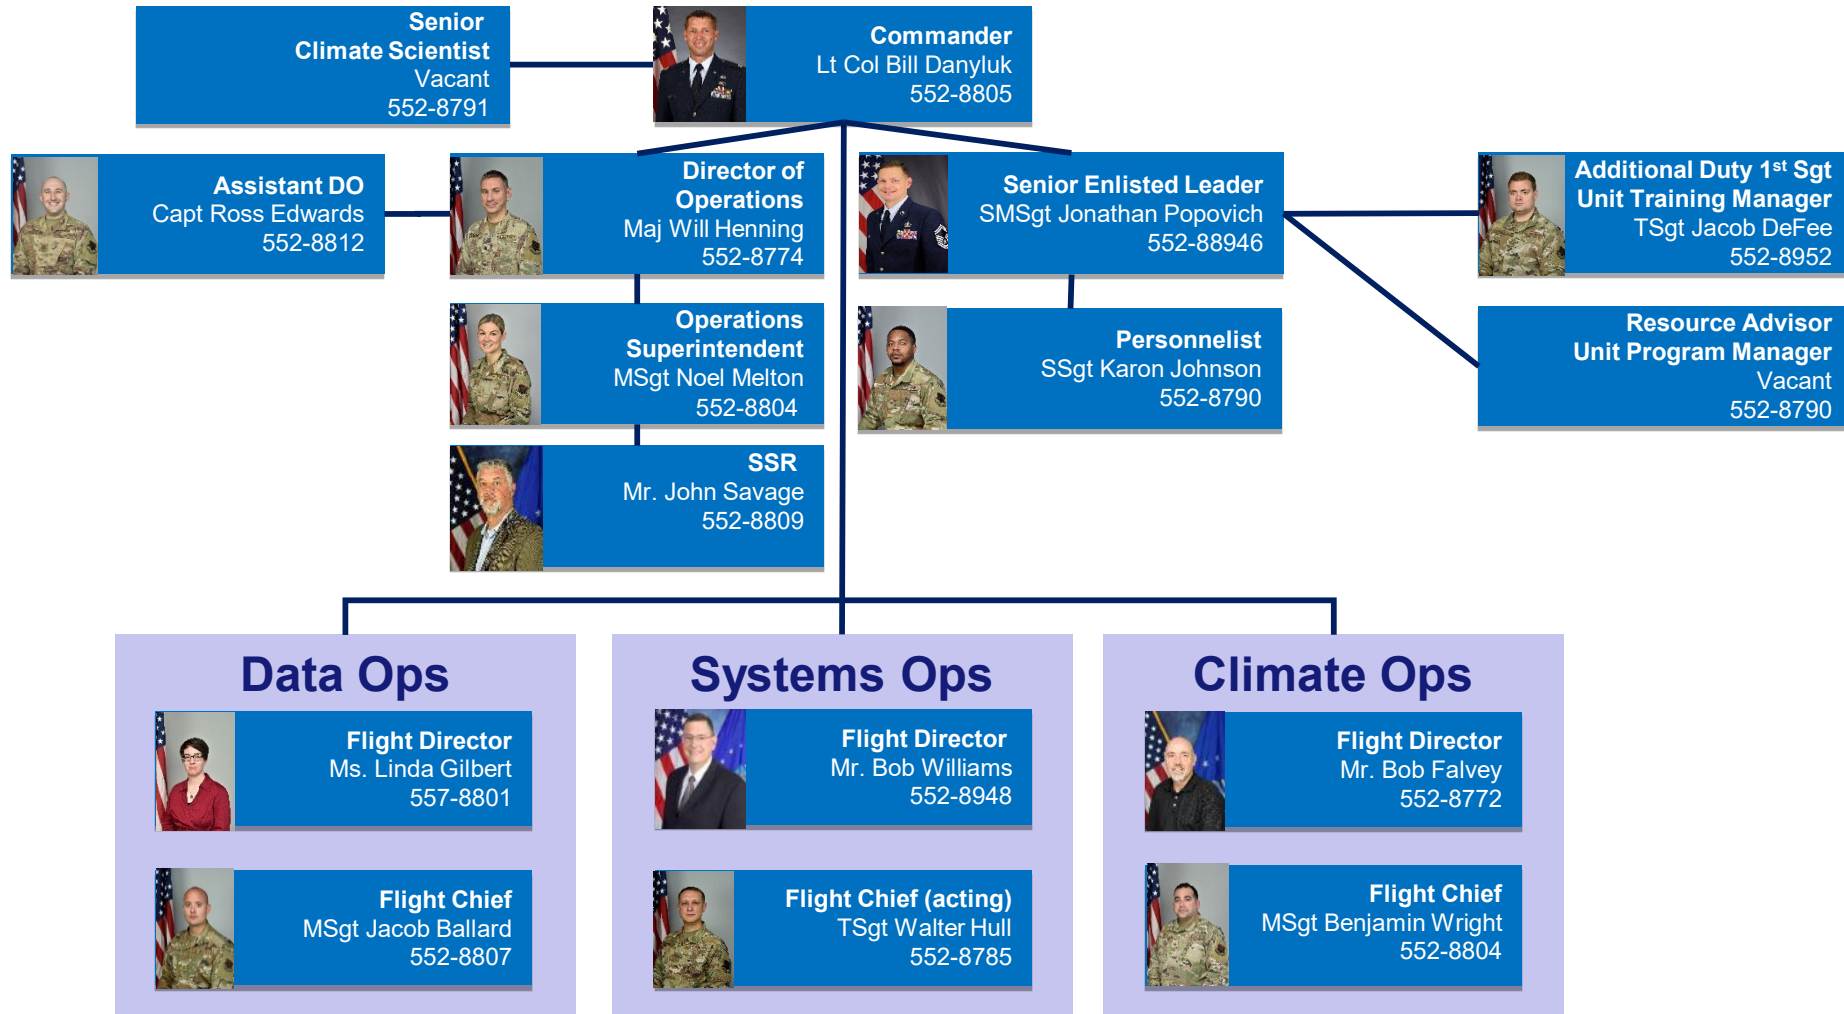 Senior
Climate Scientist
Vacant
552-8791
Commander
Lt Col Bill Danyluk
552-8805
Assistant DO
Capt Ross Edwards
552-8812
Director of
Operations
Maj Will Henning
552-8774
Senior Enlisted Leader
SMSgt Jonathan Popovich
552-88946
Additional Duty 1st Sgt
Unit Training Manager
TSgt Jacob DeFee
552-8952
Operations
Superintendent
MSgt Noel Melton
552-8804
Personnelist
SSgt Karon Johnson
552-8790
Resource Advisor
Unit Program Manager
Vacant
552-8790
SSR
Mr. John Savage
552-8809
Data Ops
Flight Director
Ms. Linda Gilbert
557-8801
Flight Chief
MSgt Jacob Ballard
552-8807
Systems Ops
Flight Director
Mr. Bob Williams
552-8948
Flight Chief (acting)
TSgt Walter Hull
552-8785
Climate Ops
Flight Director
Mr. Bob Falvey
552-8772
Flight Chief
MSgt Benjamin Wright
552-8804